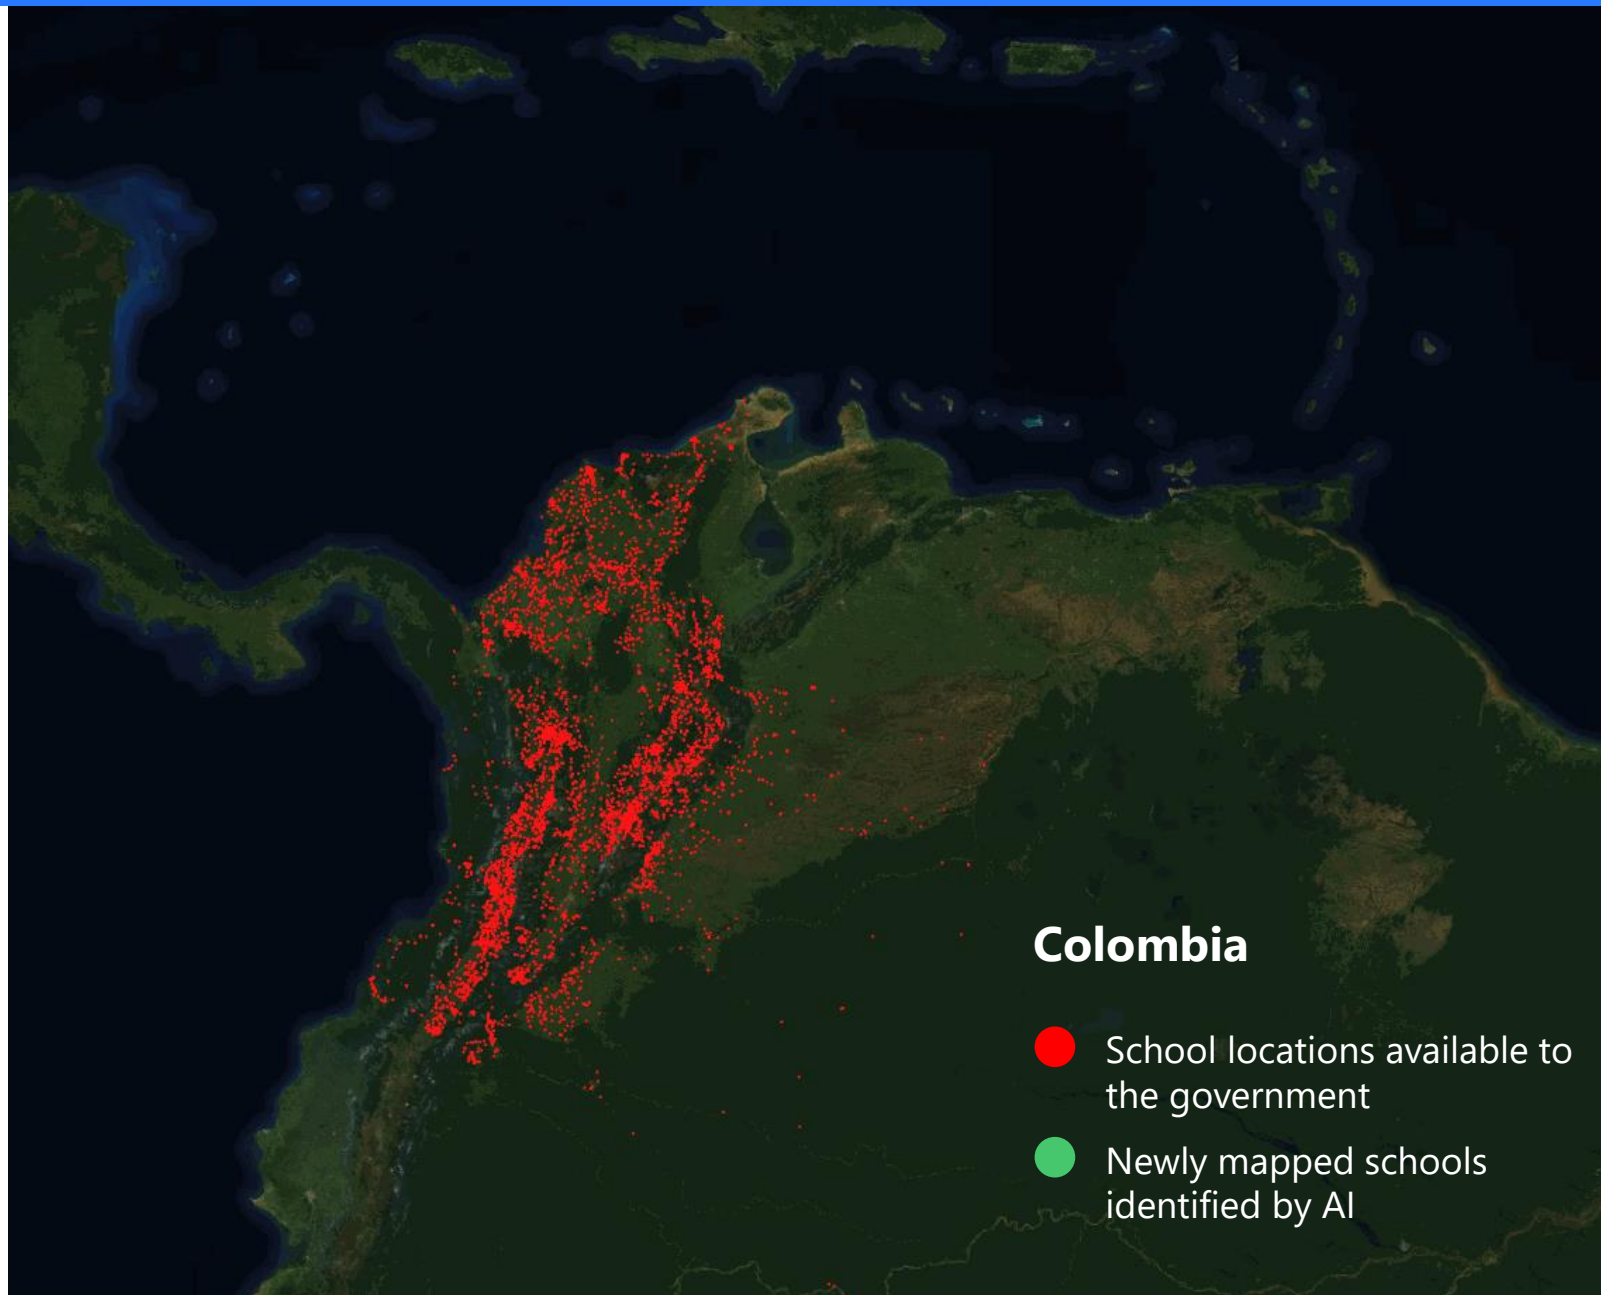 Colombia
School locations available to
the government
Newly mapped schools
identified by AI